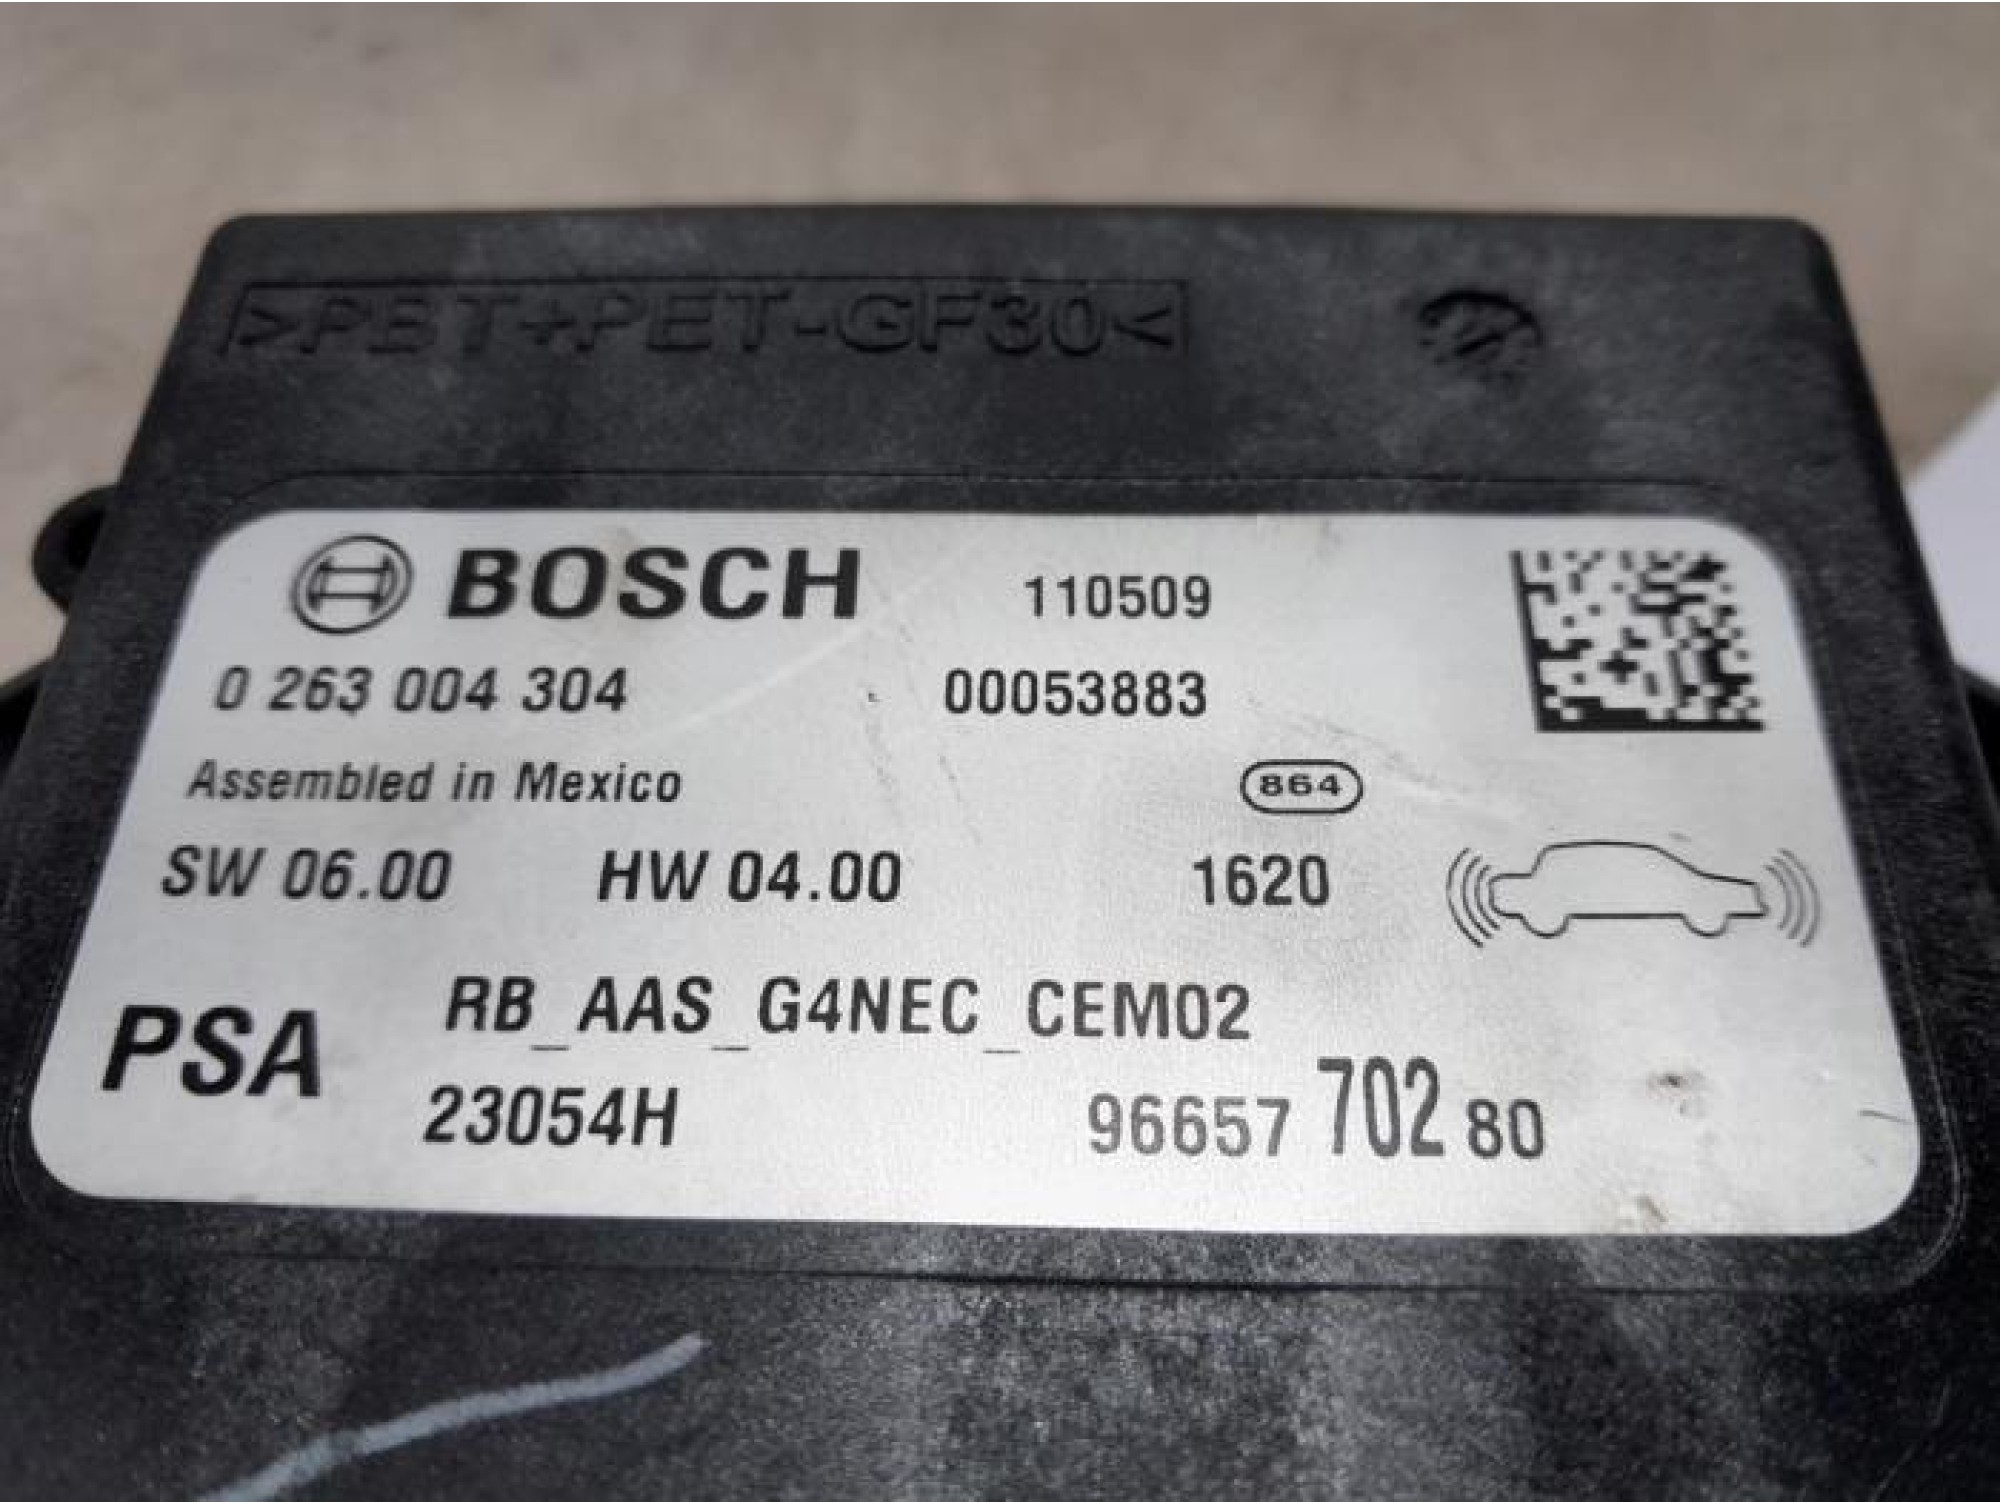 >PBT+PET-GF30<
BOSCH 110509
0 263 004 304 00053883
Assembled in Mexico 864
SW 06.00 HW 04.00 1620
PSA RB_AAS_G4NEC_CEM02
23054H 96657 702 80